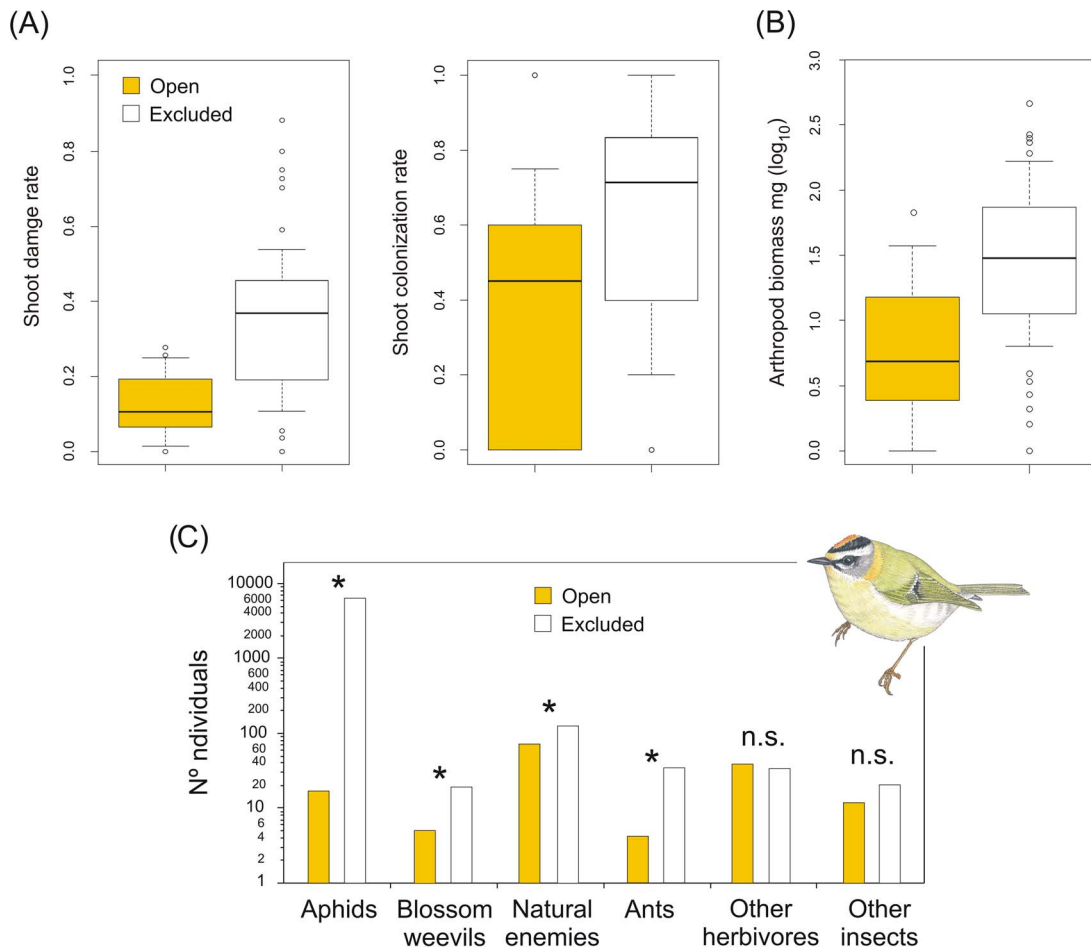 (A)
Shoot damge rate
1.0
0.8
0.6
0.4
0.2
0.0
Open
Excluded
Shoot colonization rate
1.0
0.8
0.6
0.4
0.2
0.0
(B)
Arthropod biomass mg (log10)
3.0
2.5
2.0
1.5
1.0
0.5
0.0
(C)
Nº ndividuals
10000
6000
4000
2000
1000
600
400
200
100
60
40
20
10
6
4
2
1
Open
Excluded
*
*
*
*
n.s.
n.s.
Aphids
Blossom
weevils
Natural
enemies
Ants
Other
herbivores
Other
insects